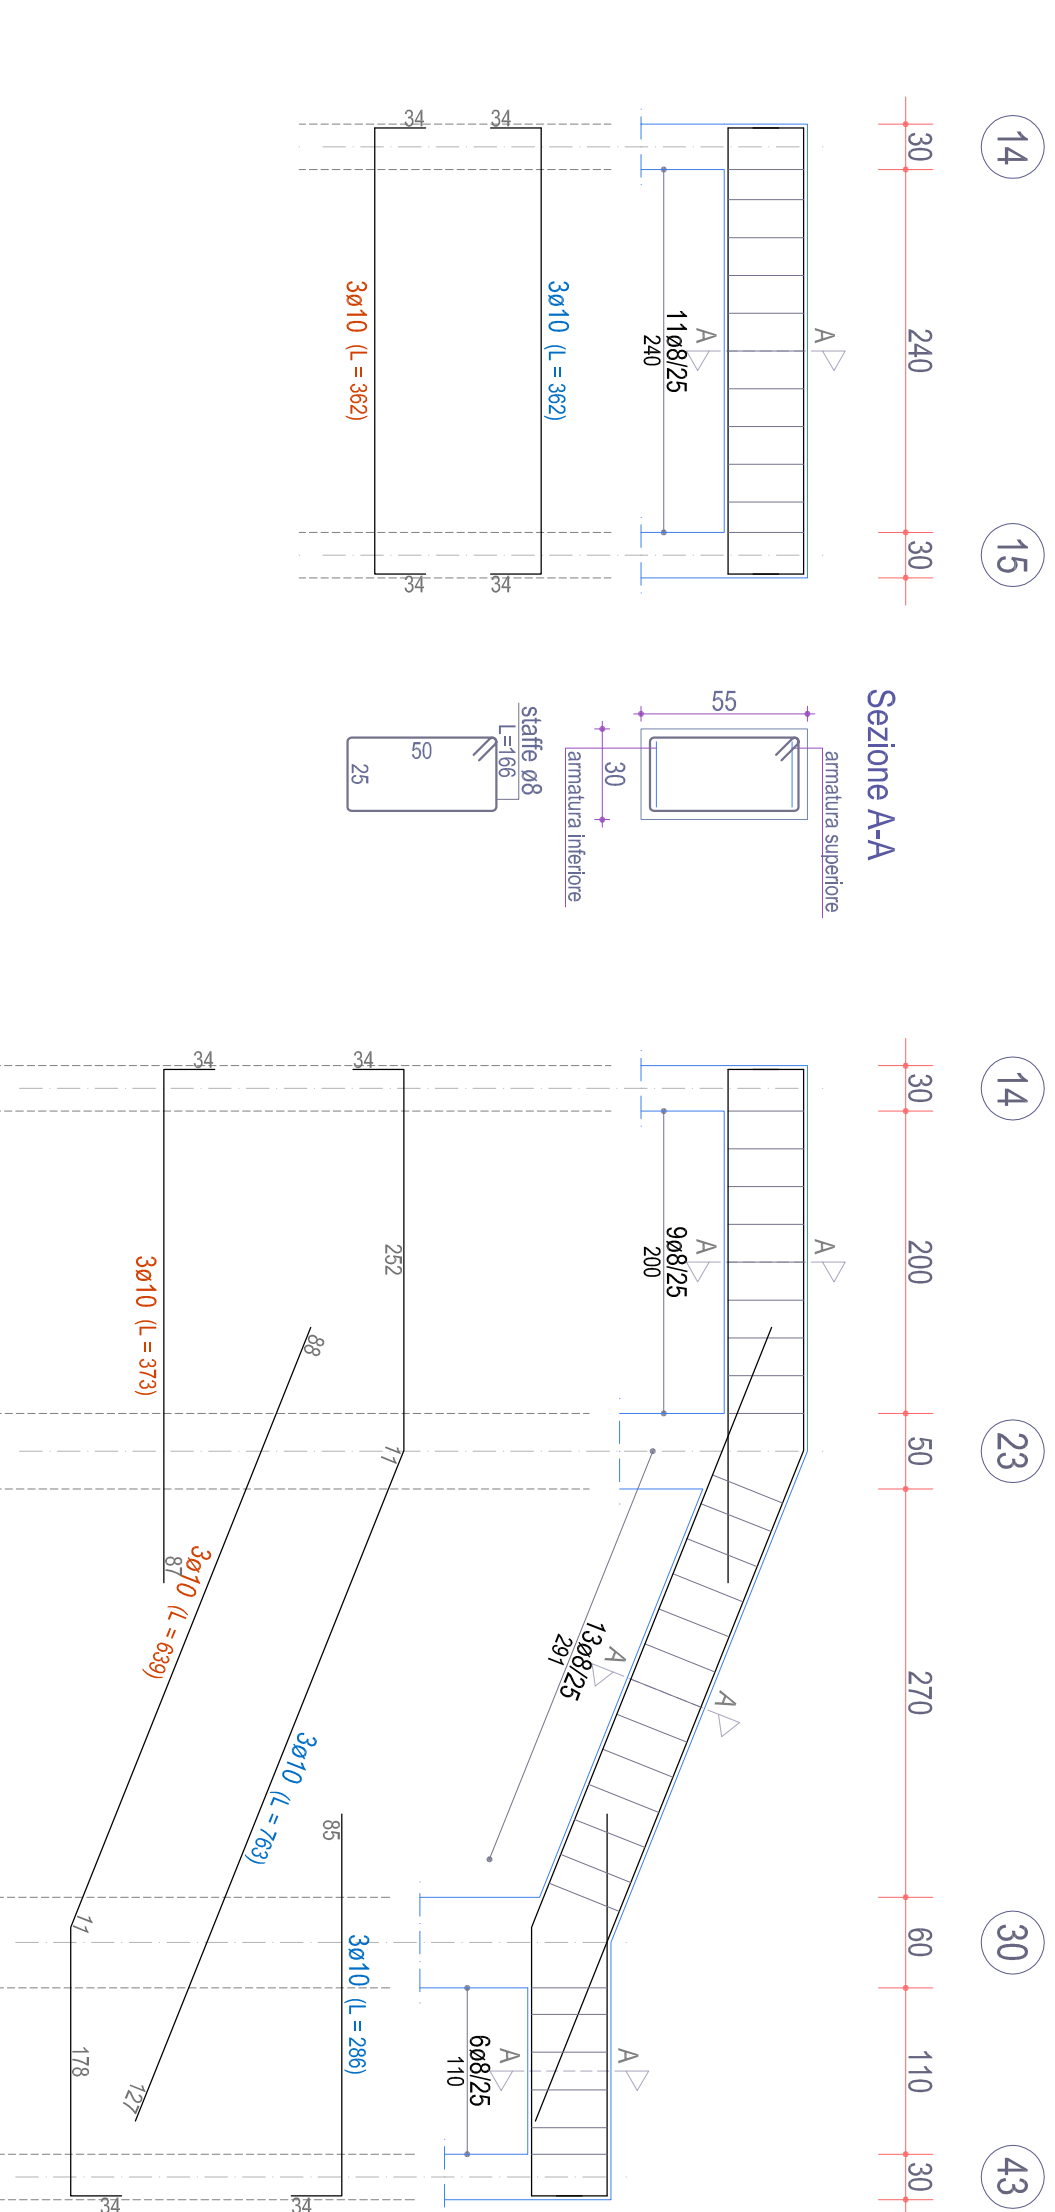 14
15
30
240
30
A
A
11ø8/25
240
34
34
3ø10 (L = 362)
34
34
3ø10 (L = 362)
Sezione A-A
armatura superiore
55
30
armatura inferiore
staffe ø8
L=166
50
25
14
23
30
43
30
200
50
270
60
110
30
A
A
9ø8/25
200
A
A
13ø8/25
291
A
A
6ø8/25
110
34
252
11
3ø10 (L = 763)
127
85
3ø10 (L = 286)
34
34
3ø10 (L = 373)
87
88
3ø10 (L = 639)
11
178
34